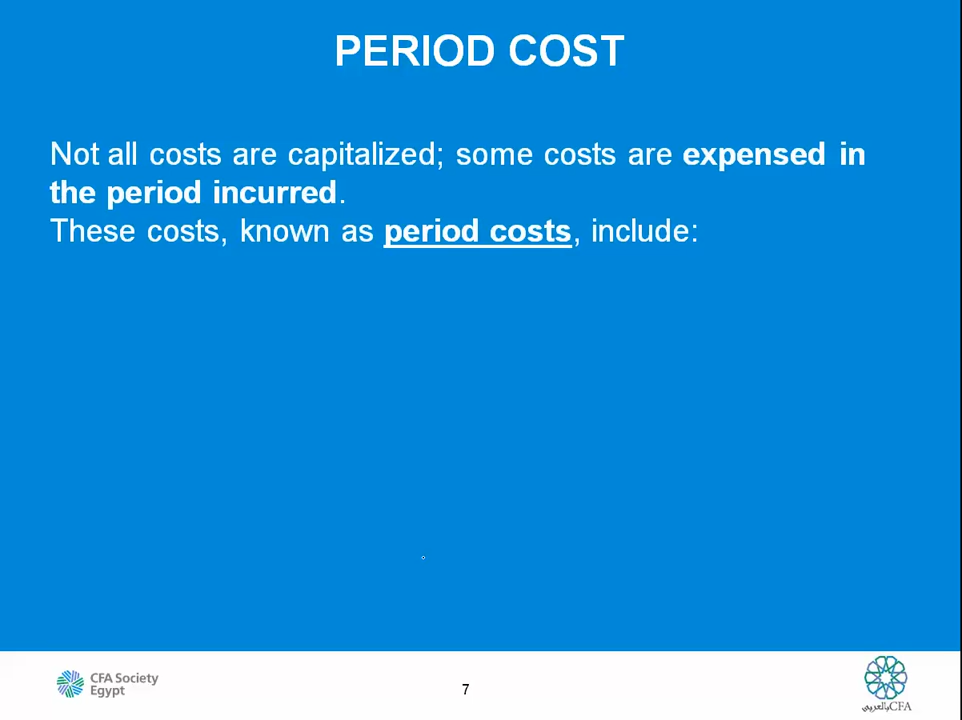 PERIOD COST
Not all costs are capitalized; some costs are expensed in
the period incurred.
These costs, known as period costs, include:
CFA Society
Egypt
7
CFAبالعربي